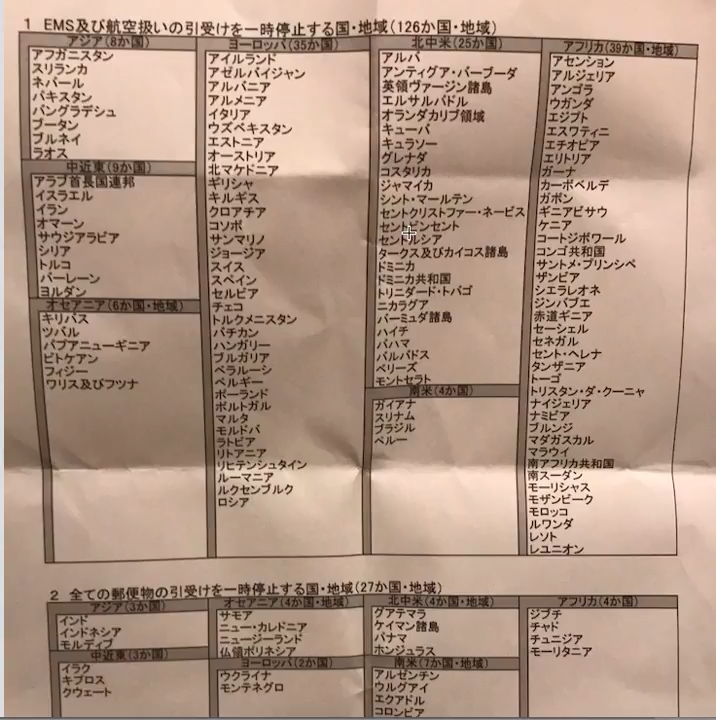 1 EMS及び航空扱いの引受けを一時停止する国・地域(126か国・地域)
アジア(8か国)
アフガニスタン
スリランカ
ネパール
パキスタン
バングラデシュ
ブータン
ブルネイ
ラオス
中近東(9か国)
アラブ首長国連邦
イスラエル
イラン
オマーン
サウジアラビア
シリア
トルコ
バーレーン
ヨルダン
オセアニア(6か国・地域)
キリバス
ツバル
パプアニューギニア
ピトケアン
フィジー
ワリス及びフツナ
ヨーロッパ(35か国)
アイルランド
アゼルバイジャン
アルバニア
アルメニア
イタリア
ウズベキスタン
エストニア
オーストリア
北マケドニア
ギリシャ
キルギス
クロアチア
コソボ
サンマリノ
ジョージア
スイス
スペイン
セルビア
チェコ
トルクメニスタン
バチカン
ハンガリー
ブルガリア
ベラルーシ
ベルギー
ポーランド
ポルトガル
マルタ
モルドバ
ラトビア
リトアニア
リヒテンシュタイン
ルーマニア
ルクセンブルク
ロシア
北中米(25か国)
アルバ
アンティグア・バーブーダ
英領ヴァージン諸島
エルサルバドル
オランダカリブ領域
キューバ
キュラソー
グレナダ
コスタリカ
ジャマイカ
シント・マールテン
セントクリストファー・ネービス
セントビンセント
セントルシア
タークス及びカイコス諸島
ドミニカ
ドミニカ共和国
トリニダード・トバゴ
ニカラグア
バーミュダ諸島
ハイチ
バハマ
バルバドス
ベリーズ
モントセラト
南米(4か国)
ガイアナ
スリナム
ブラジル
ペルー
アフリカ(39か国・地域)
アセンション
アルジェリア
アンゴラ
ウガンダ
エジプト
エスワティニ
エチオピア
エリトリア
ガーナ
カーボベルデ
ガボン
ギニアビサウ
ケニア
コートジボワール
コンゴ共和国
サントメ・プリンシペ
ザンビア
シエラレオネ
ジンバブエ
赤道ギニア
セーシェル
セネガル
セント・ヘレナ
タンザニア
トーゴ
トリスタン・ダ・クーニャ
ナイジェリア
ナミビア
ブルンジ
マダガスカル
マラウイ
南アフリカ共和国
南スーダン
モーリシャス
モザンビーク
モロッコ
ルワンダ
レソト
レユニオン
2 全ての郵便物の引受けを一時停止する国・地域(27か国・地域)
アジア(3か国)
インド
インドネシア
モルディブ
中近東(3か国)
イラク
キプロス
クウェート
オセアニア(4か国・地域)
サモア
ニュー・カレドニア
ニュージーランド
仏領ポリネシア
ヨーロッパ(2か国)
ウクライナ
モンテネグロ
北中米(4か国・地域)
グアテマラ
ケイマン諸島
パナマ
ホンジュラス
南米(7か国・地域)
アルゼンチン
ウルグアイ
エクアドル
コロンビア
アフリカ(4か国)
ジブチ
チャド
チュニジア
モーリタニア